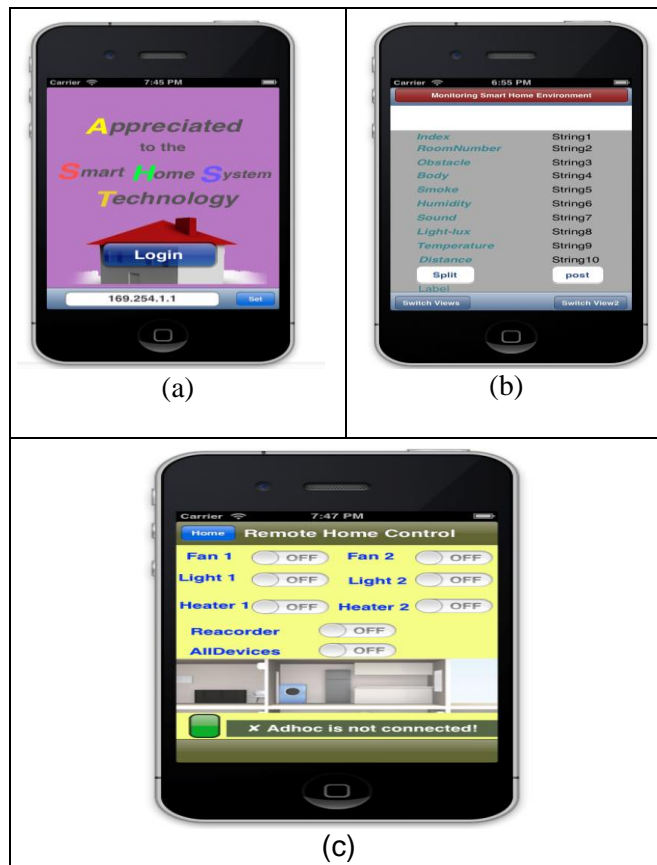 Carrier 7:45 PM
Appreciated
to the
Smart Home System
Technology
Login
169.254.1.1 Set
(a)
Carrier 6:55 PM
Monitoring Smart Home Environment
Index String1
RoomNumber String2
Obstacle String3
Body String4
Smoke String5
Humidity String6
Sound String7
Light-lux String8
Temperature String9
Distance String10
Split post
Label
Switch Views Switch View2
(b)
Carrier 7:47 PM
Home Remote Home Control
Fan 1 OFF Fan 2 OFF
Light 1 OFF Light 2 OFF
Heater 1 OFF Heater 2 OFF
Reacorder OFF
AllDevices OFF
✗ Adhoc is not connected!
(c)